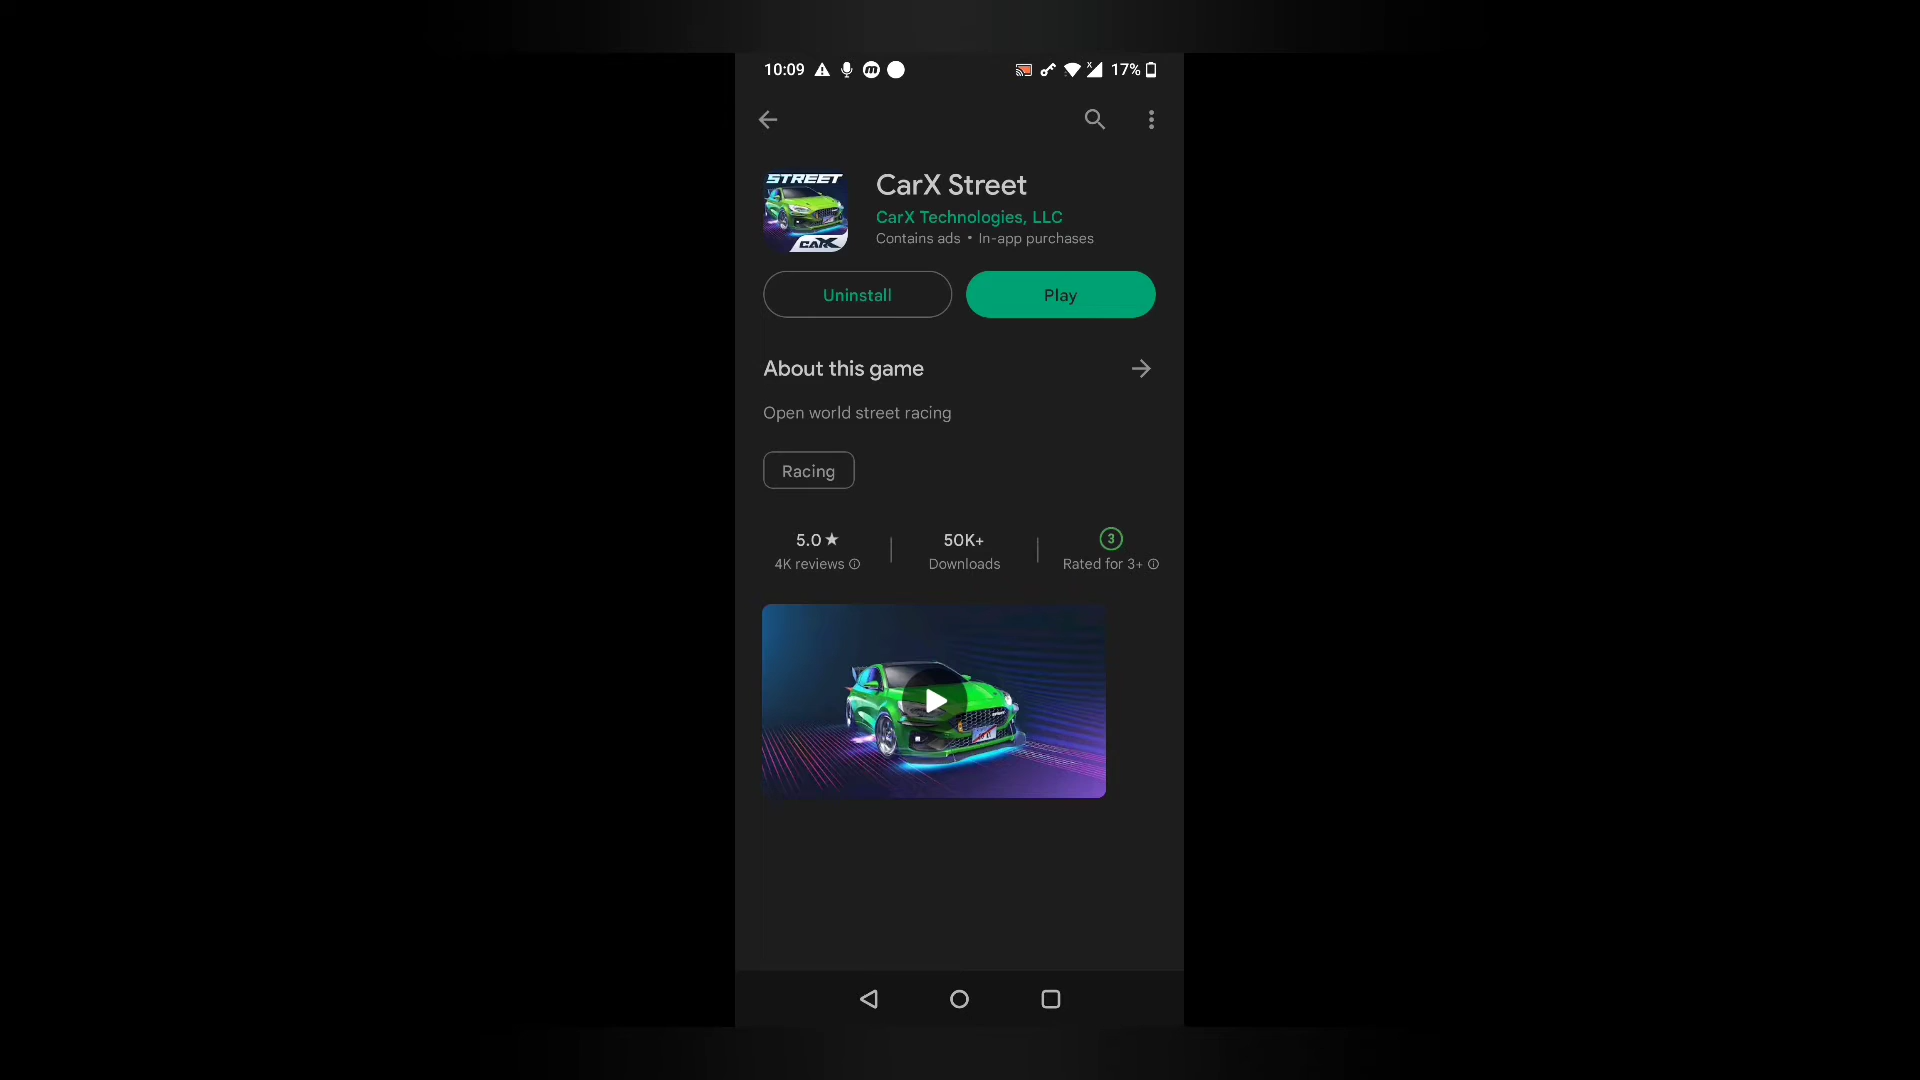 10:09
17%
STREET
CARX
CarX Street
CarX Technologies, LLC
Contains ads • In-app purchases
Uninstall
Play
About this game
Open world street racing
Racing
5.0★
50K+
3
4K reviews
Downloads
Rated for 3+